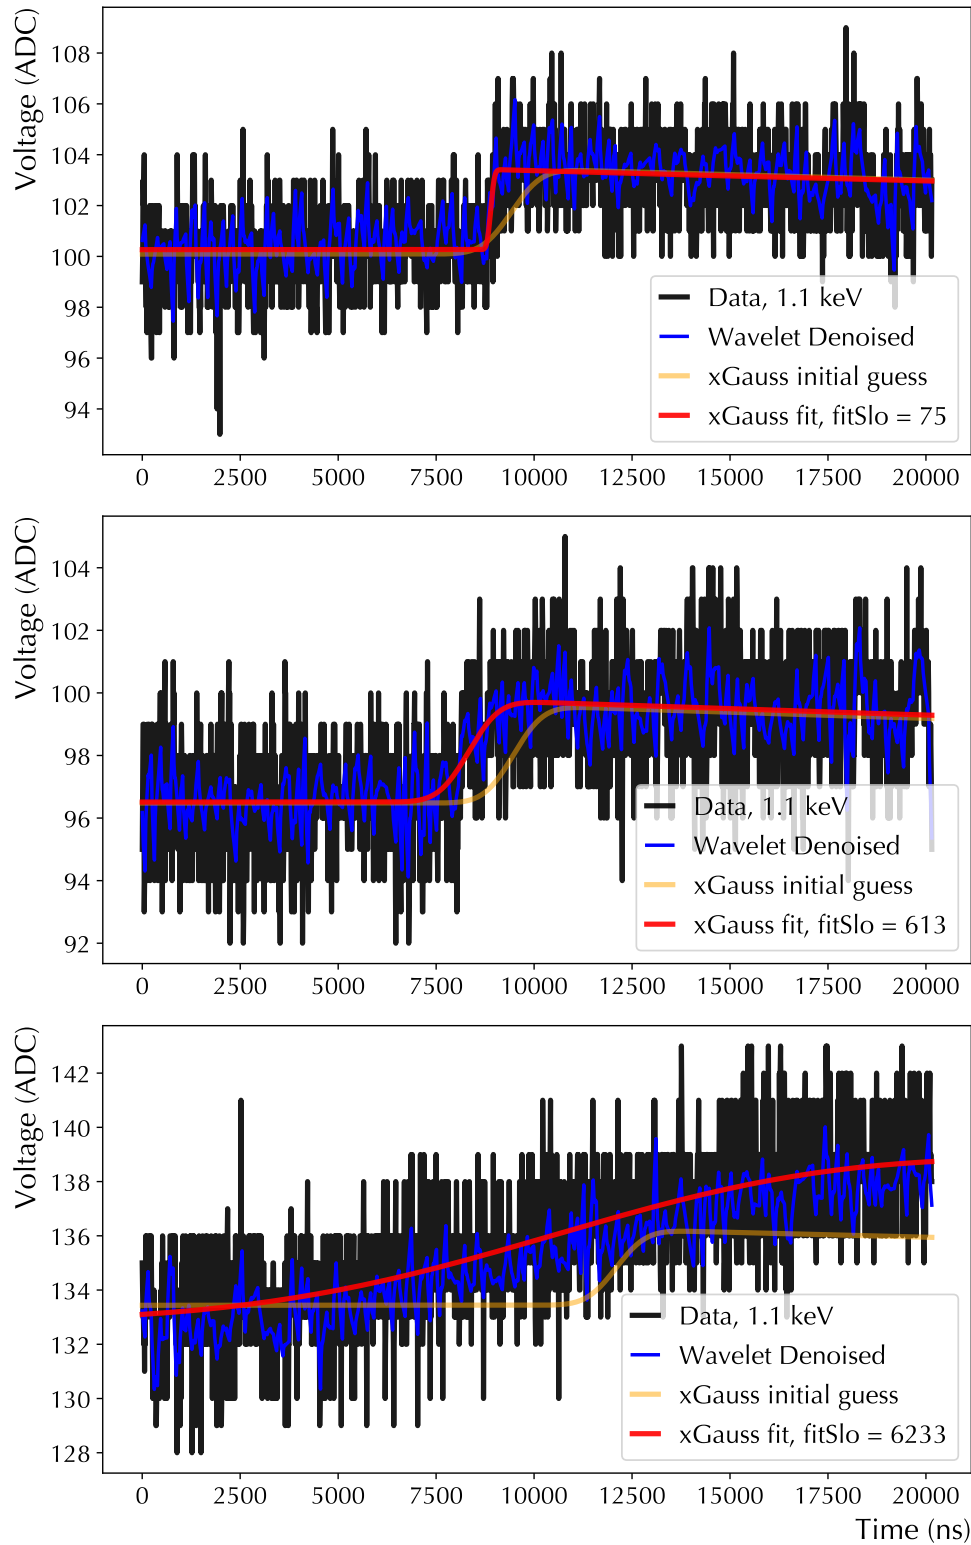 Voltage (ADC)
108
106
104
102
100
98
96
94
Data, 1.1 keV
Wavelet Denoised
xGauss initial guess
xGauss fit, fitSlo = 75
0 2500 5000 7500 10000 12500 15000 17500 20000
Voltage (ADC)
104
102
100
98
96
94
92
Data, 1.1 keV
Wavelet Denoised
xGauss initial guess
xGauss fit, fitSlo = 613
0 2500 5000 7500 10000 12500 15000 17500 20000
Voltage (ADC)
142
140
138
136
134
132
130
128
Data, 1.1 keV
Wavelet Denoised
xGauss initial guess
xGauss fit, fitSlo = 6233
0 2500 5000 7500 10000 12500 15000 17500 20000
Time (ns)